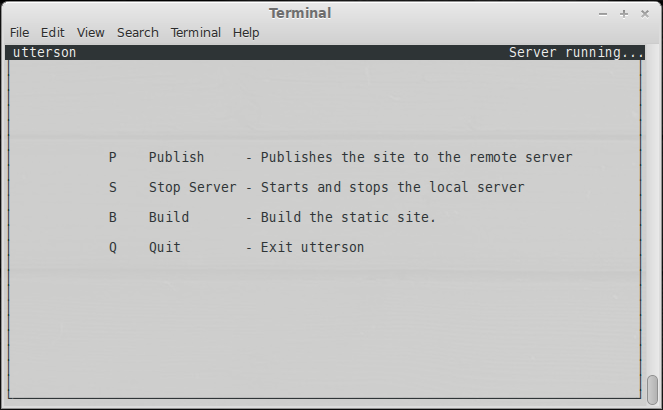 Terminal
File Edit View Search Terminal Help
utterson Server running...
P Publish - Publishes the site to the remote server
S Stop Server - Starts and stops the local server
B Build - Build the static site.
Q Quit - Exit utterson